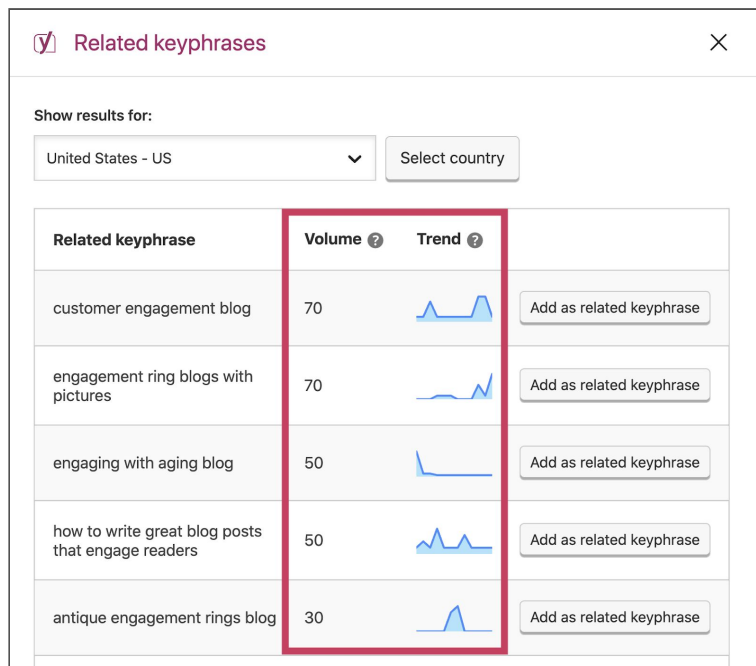 Related keyphrases
Show results for:
United States - US
Select country
Related keyphrase Volume ? Trend ?
customer engagement blog 70 Add as related keyphrase
engagement ring blogs with
pictures 70 Add as related keyphrase
engaging with aging blog 50 Add as related keyphrase
how to write great blog posts
that engage readers 50 Add as related keyphrase
antique engagement rings blog 30 Add as related keyphrase